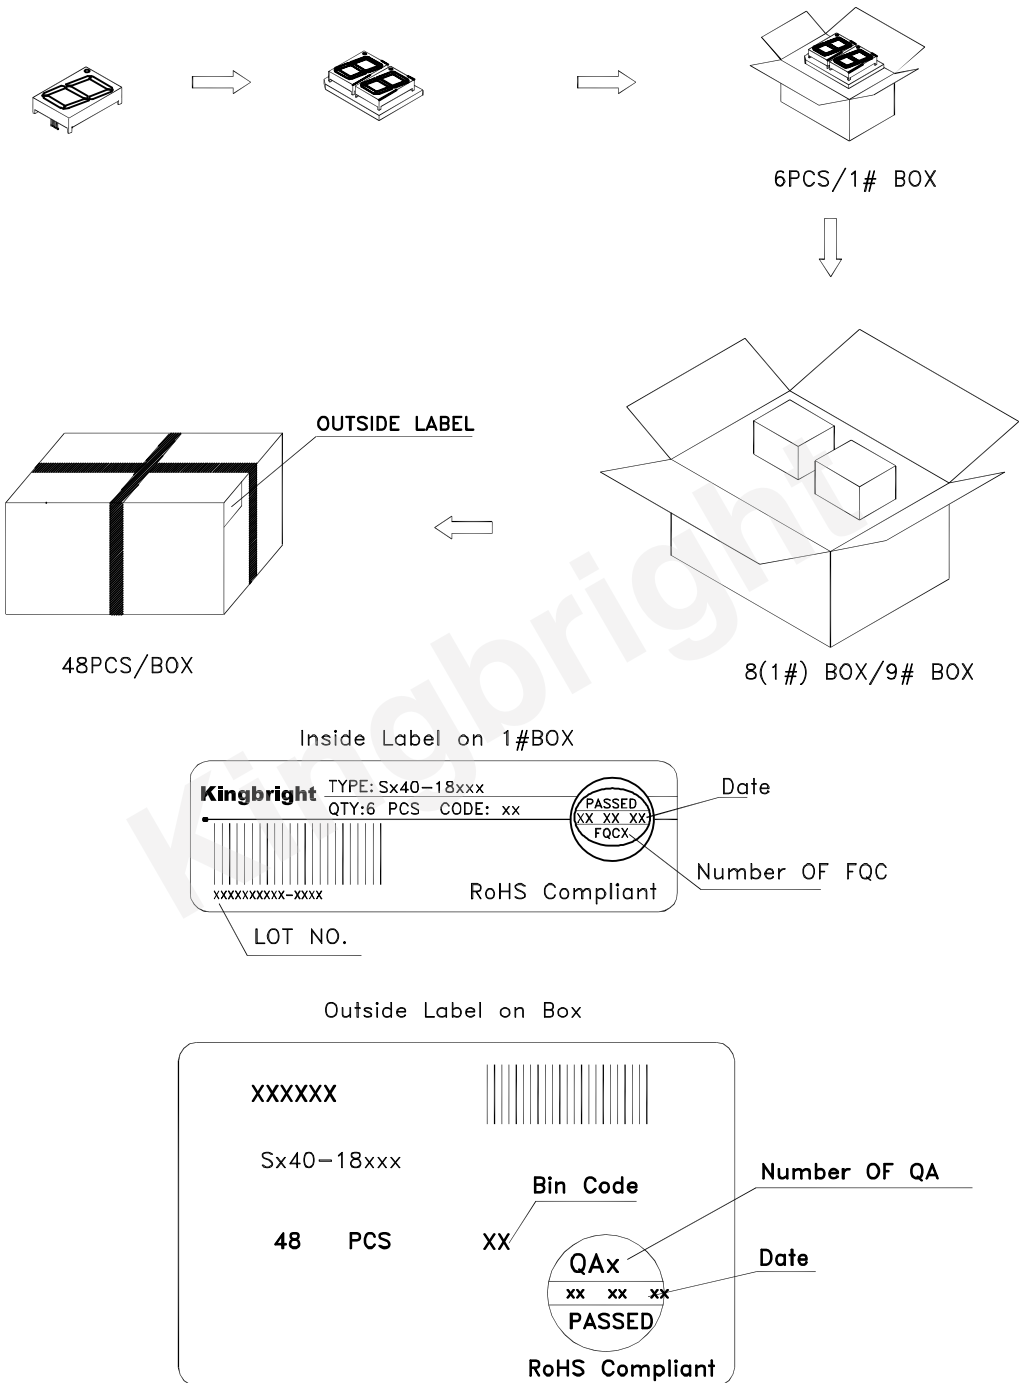 6PCS/1# BOX
OUTSIDE LABEL
48PCS/BOX
8(1#) BOX/9# BOX
Kingbright
Inside Label on 1#BOX
Kingbright
TYPE: Sx40-18xxx
QTY:6 PCS CODE: xx
PASSED
XX XX XX
FQCX
Date
Number OF FQC
xxxxxxxxxx-xxxx
RoHS Compliant
LOT NO.
Outside Label on Box
XXXXXX
Sx40-18xxx
Bin Code
Number OF QA
48 PCS
XX
QAx
Date
xx xx xx
PASSED
RoHS Compliant